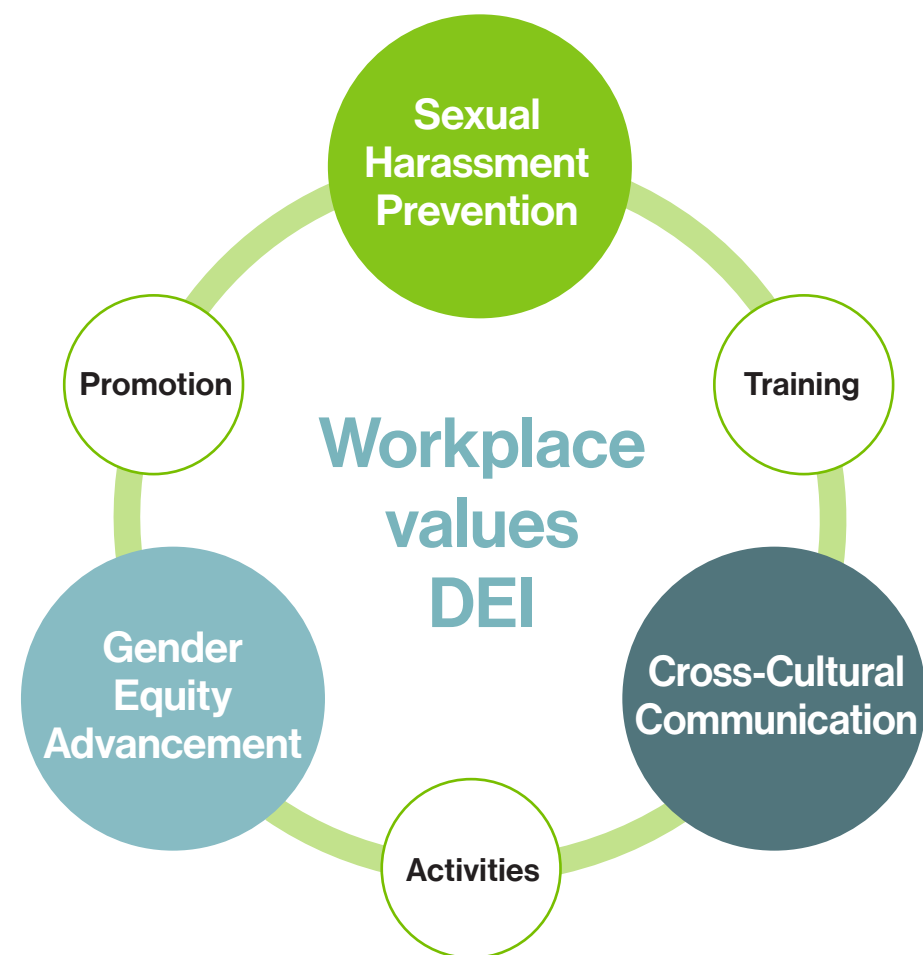 Sexual
Harassment
Prevention
Promotion
Training
Workplace
values
DEI
Gender
Equity
Advancement
Cross-Cultural
Communication
Activities